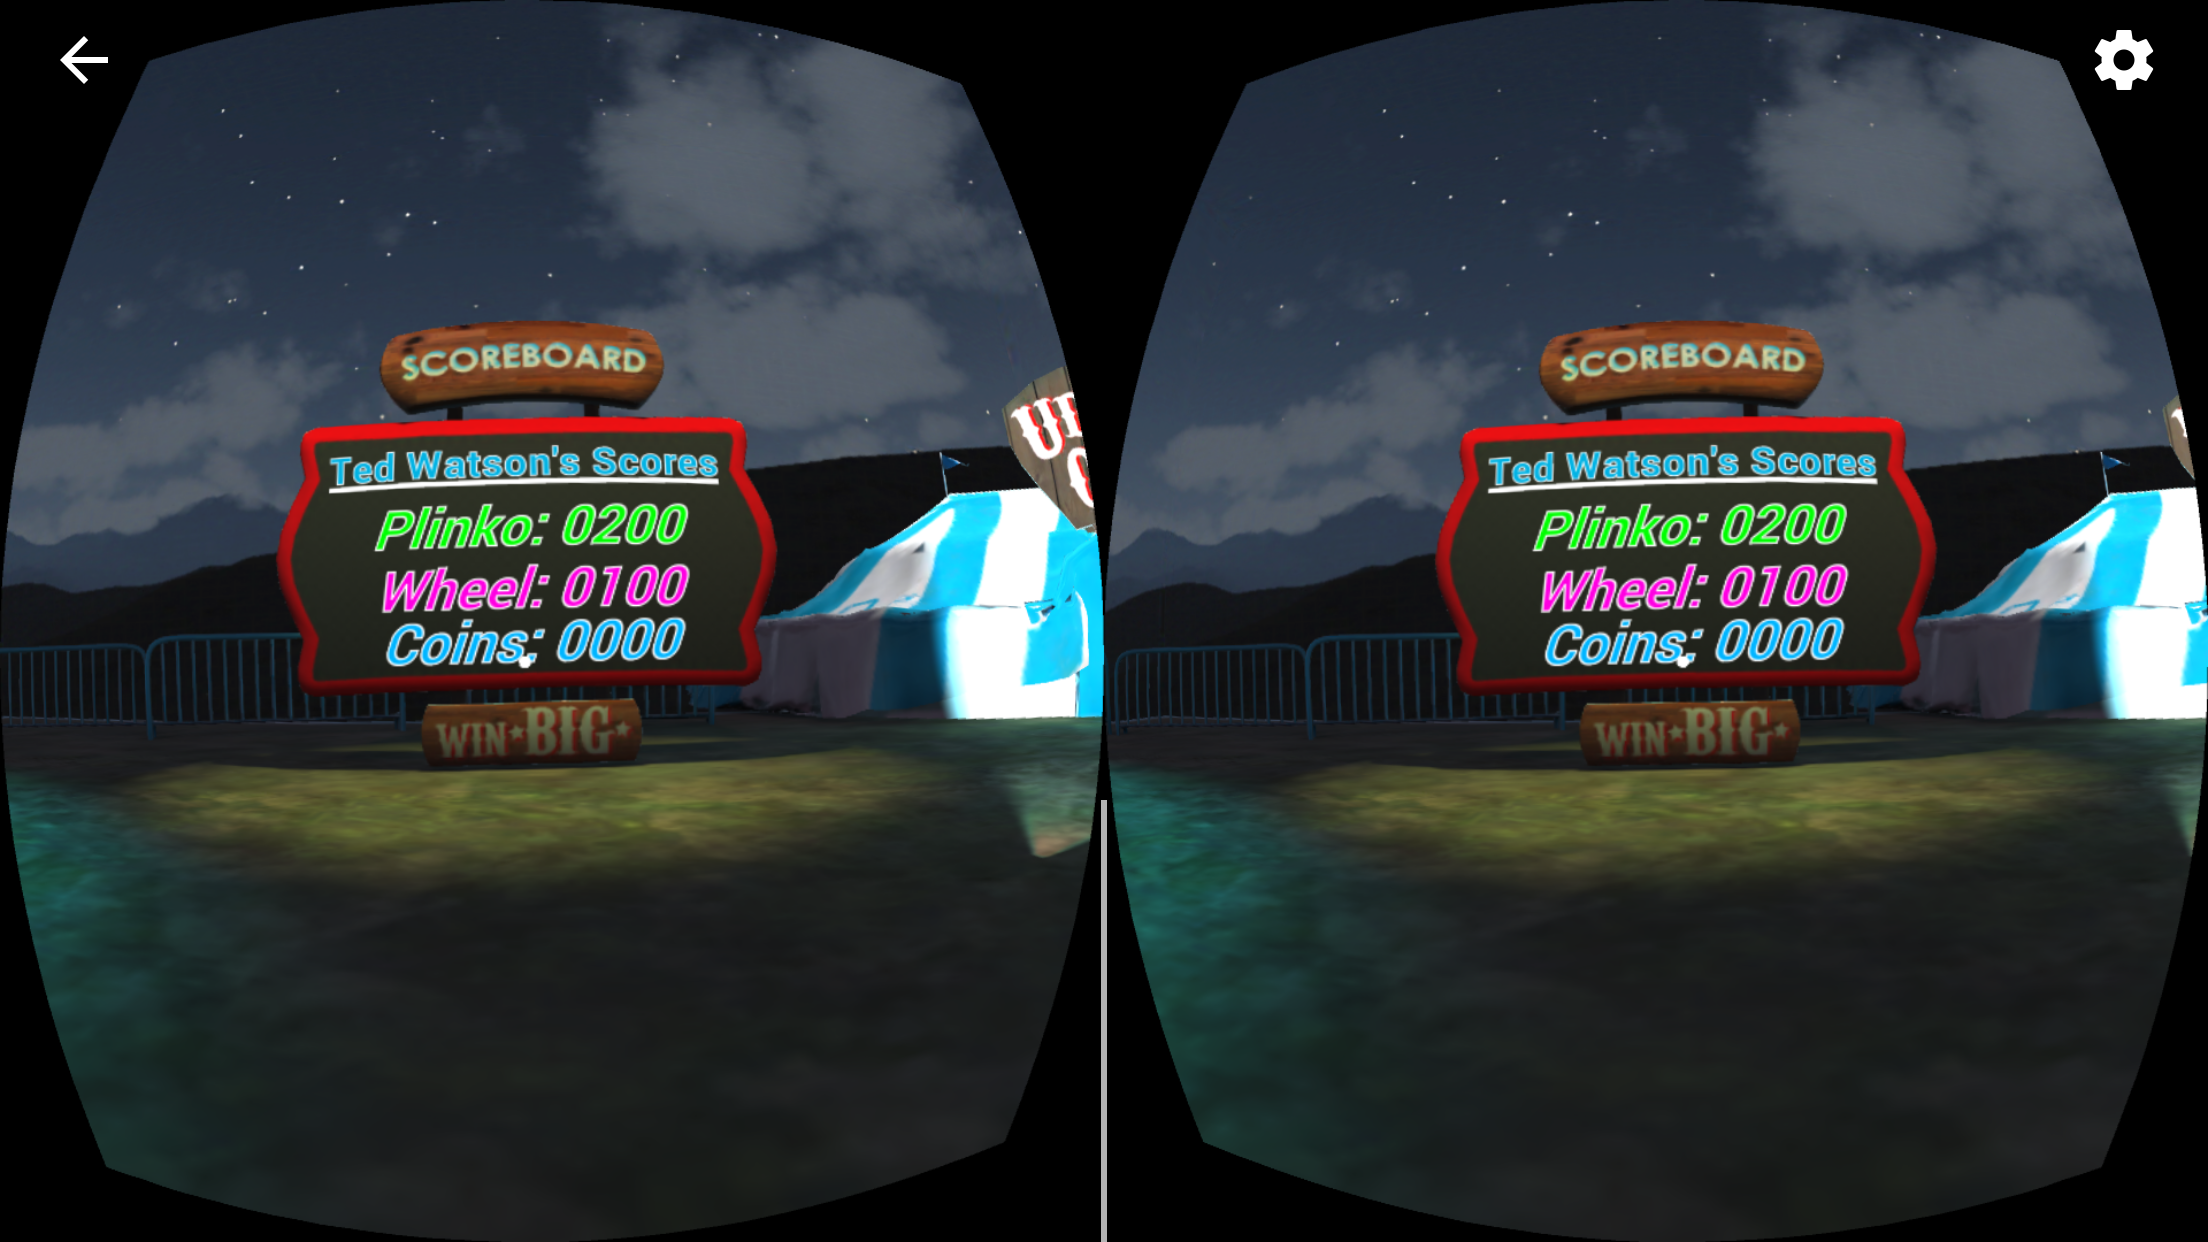 SCOREBOARD
Ted Watson's Scores
Plinko: 0200
Wheel: 0100
Coins: 0000
WIN★BIG★
SCOREBOARD
Ted Watson's Scores
Plinko: 0200
Wheel: 0100
Coins: 0000
WIN★BIG★